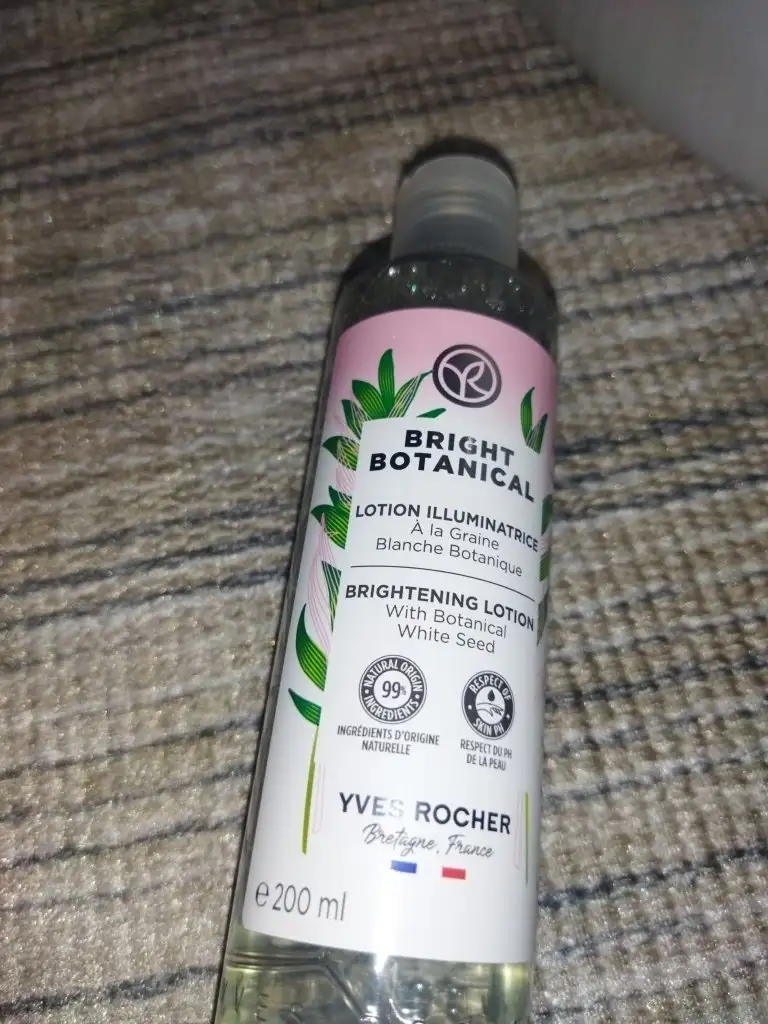 YR
BRIGHT
BOTANICAL
LOTION ILLUMINATRICE
À la Graine
Blanche Botanique
BRIGHTENING LOTION
With Botanical
White Seed
NATURAL ORIGIN
99%
INGREDIENTS
RESPECT OF
SKIN PH
INGRÉDIENTS D'ORIGINE
NATURELLE
RESPECT DU PH
DE LA PEAU
YVES ROCHER
Bretagne, France
e 200 ml